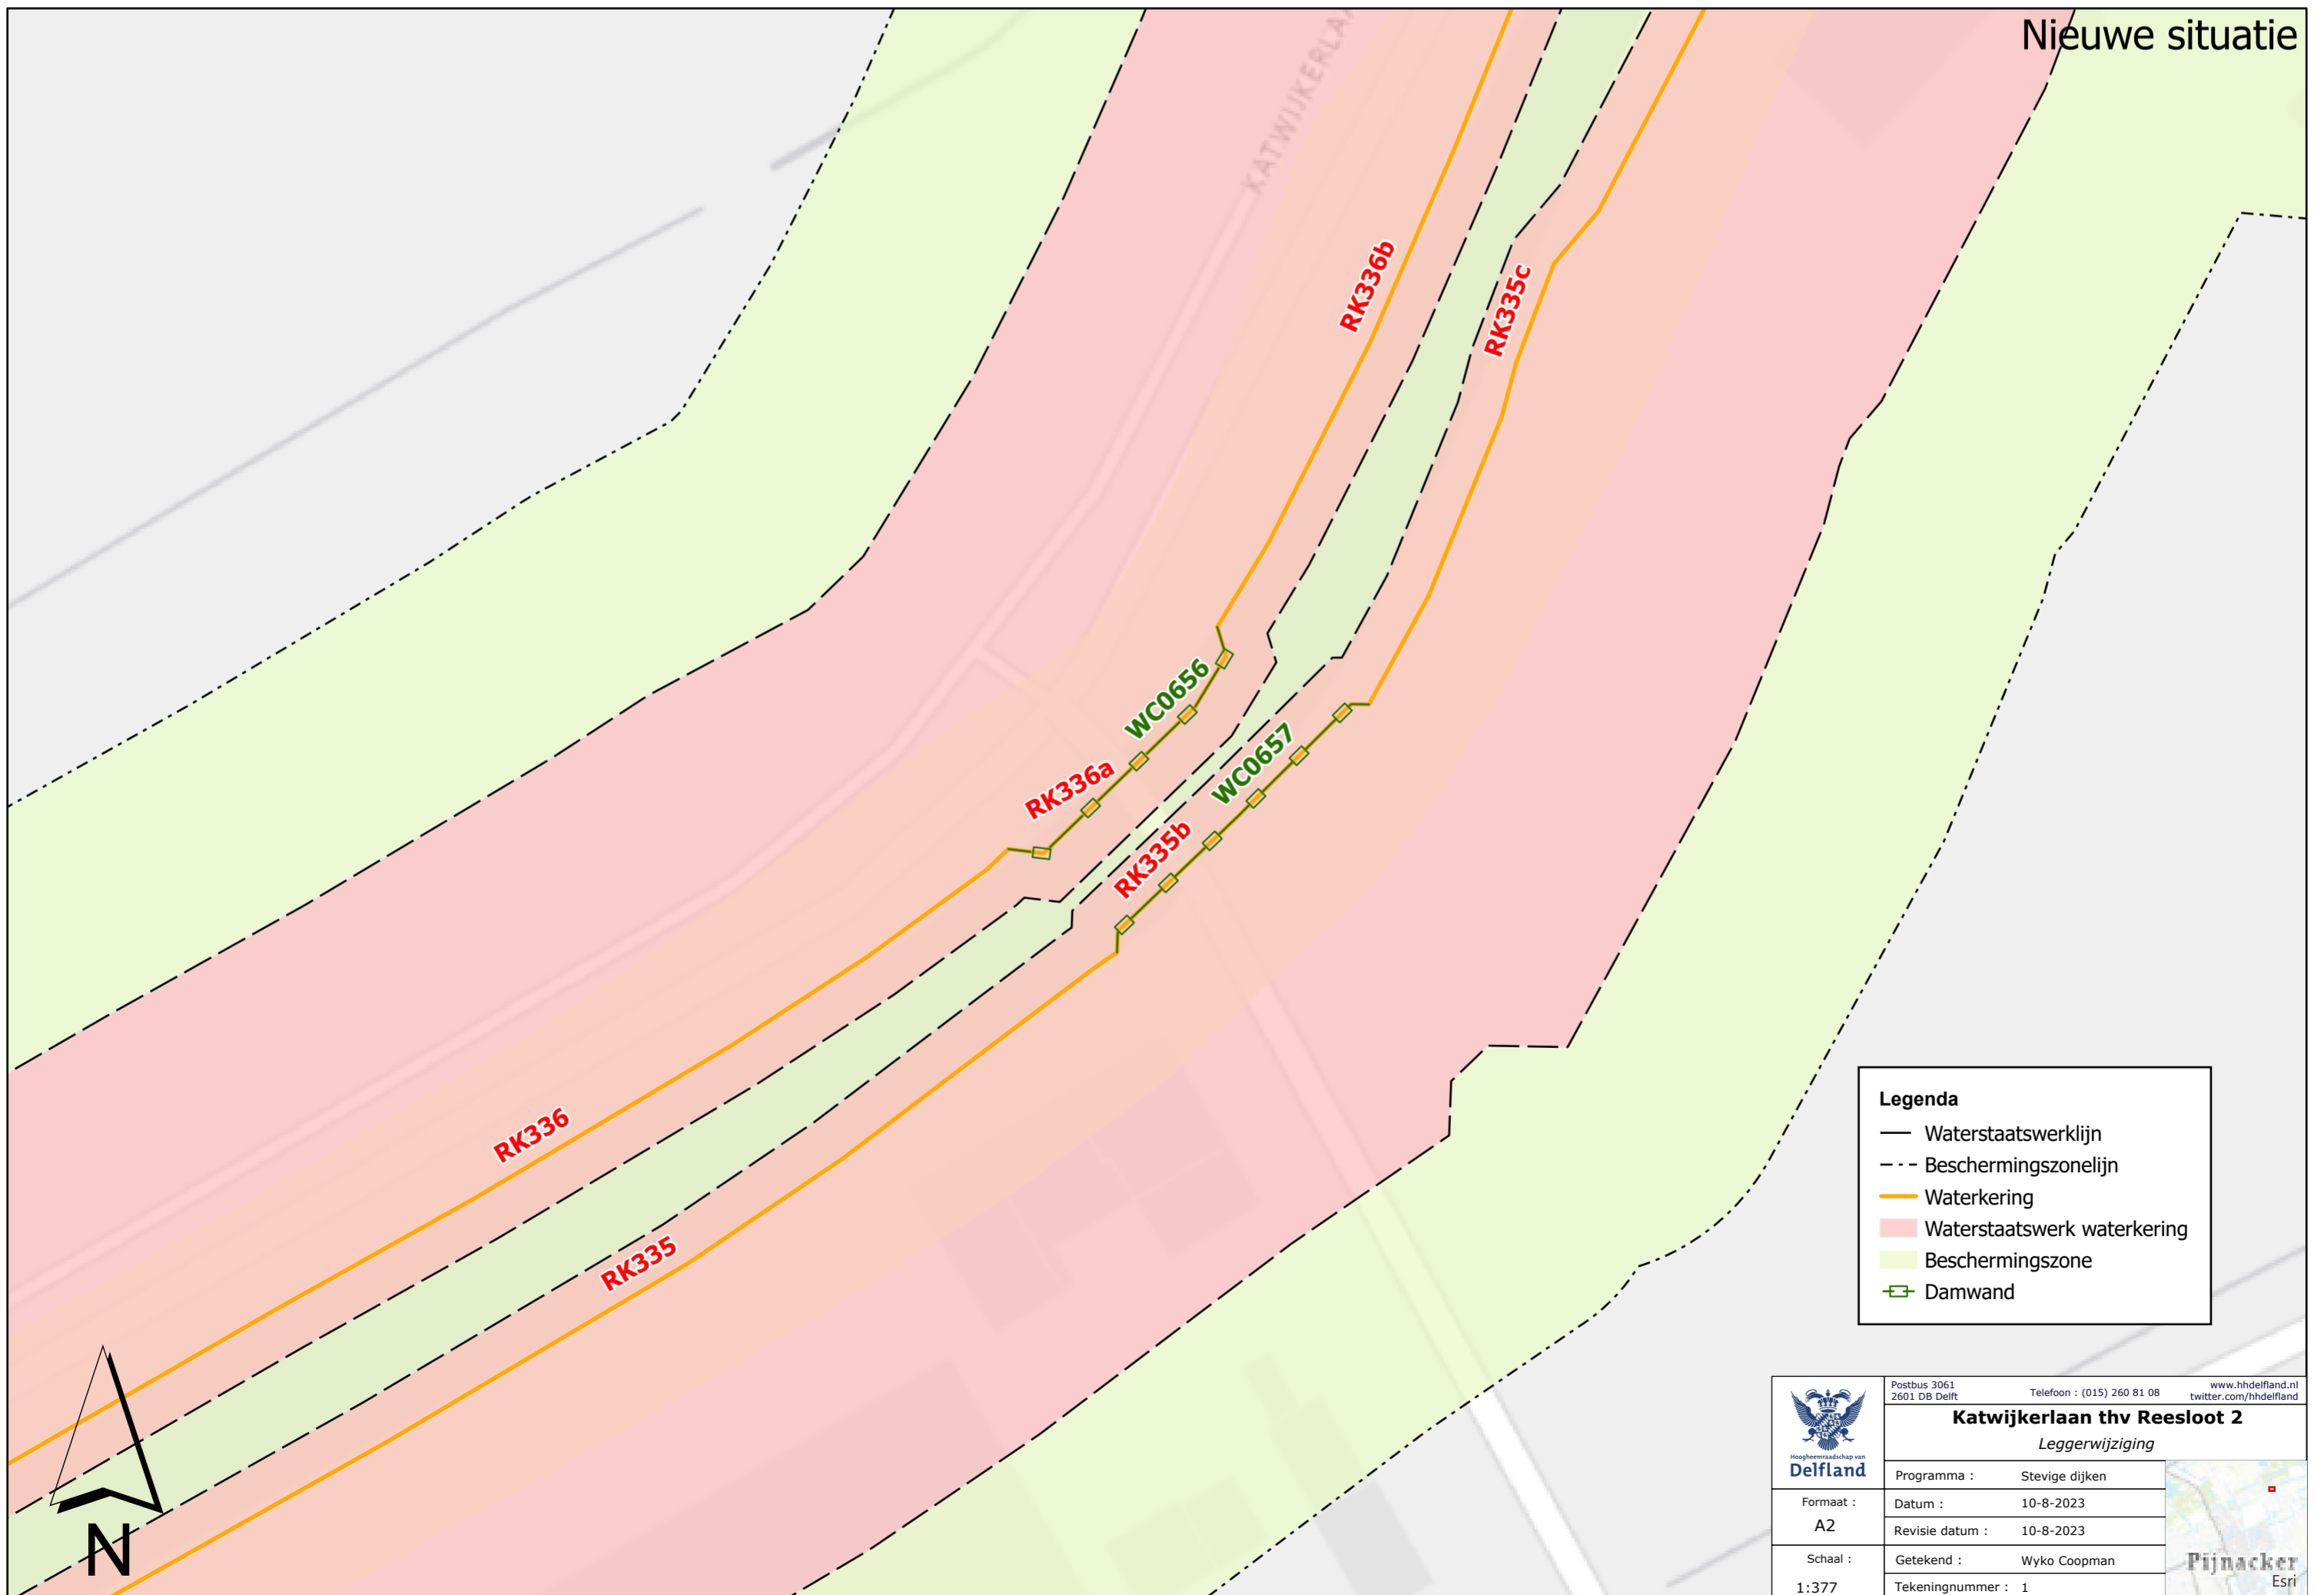 Nieuwe situatie
KATWIJKERLAA
RK336b
RK335c
WC0656
WC0657
RK336a
RK335b
RK336
RK335
Legenda
Waterstaatswerklijn
Beschermingszonelijn
Waterkering
Waterstaatswerk waterkering
Beschermingszone
Damwand
N
Hoogheemraadschap van
Delfland
Postbus 3061
2601 DB Delft
Telefoon : (015) 260 81 08
www.hhdelfland.nl
twitter.com/hhdelfland
Katwijkerlaan thv Reesloot 2
Leggerwijziging
Programma : Stevige dijken
Formaat :
A2
Datum : 10-8-2023
Revisie datum : 10-8-2023
Schaal :
1:377
Getekend : Wyko Coopman
Tekeningnummer : 1
Pijnacker
Esri